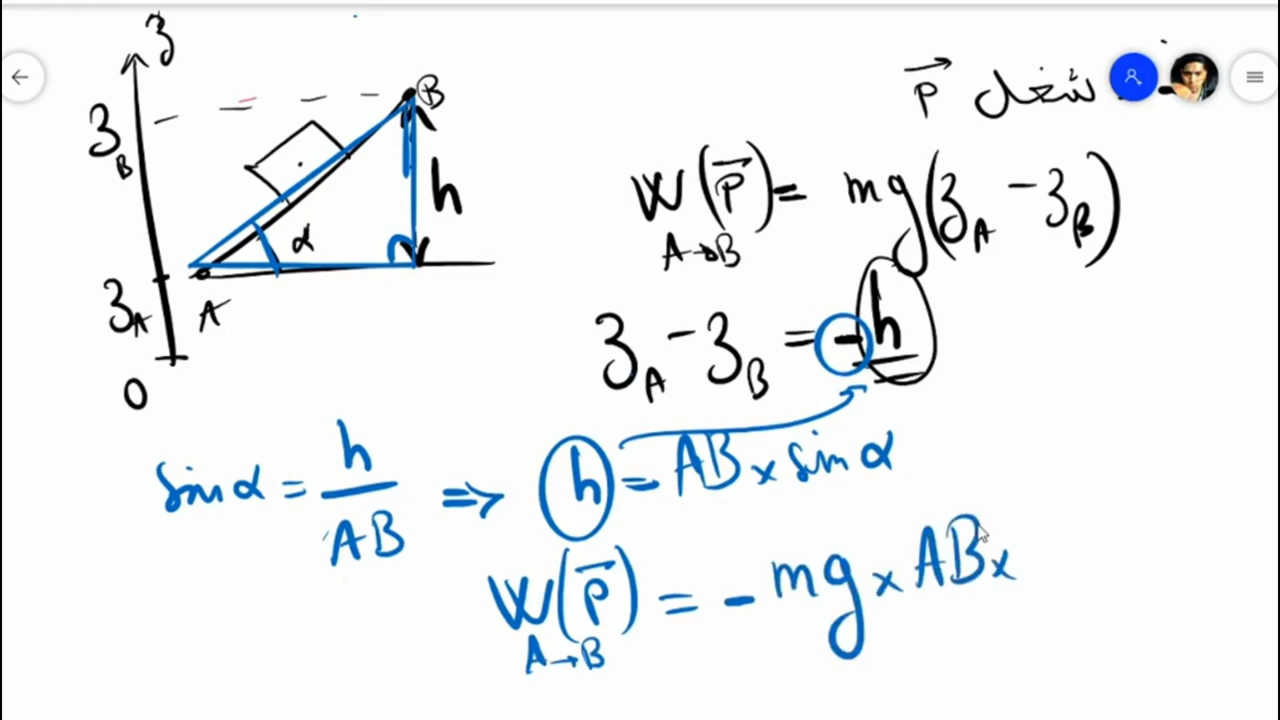 شغل P⃗
z
B
z_B
h
W(P⃗) = mg(z_A - z_B)
A→B
α
z_A
A
z_A - z_B = -h
0
sin α = h/AB ⇒ h = AB × sin α
W(P⃗) = - mg × AB ×
A→B